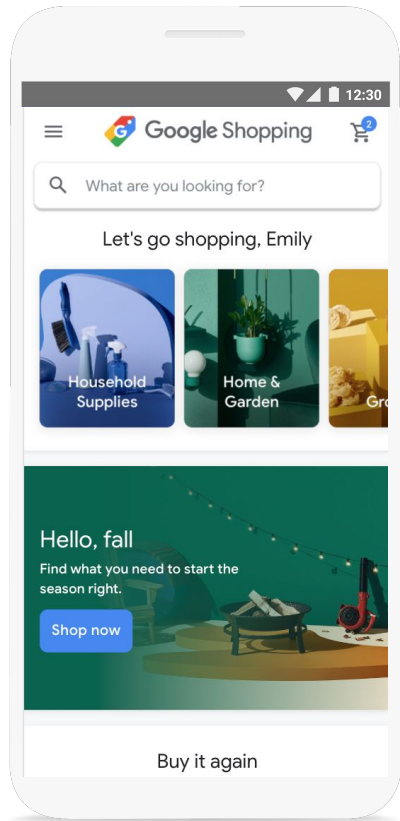 12:30
Google Shopping
2
What are you looking for?
Let's go shopping, Emily
Household
Supplies
Home &
Garden
Gro
Hello, fall
Find what you need to start the
season right.
Shop now
Buy it again